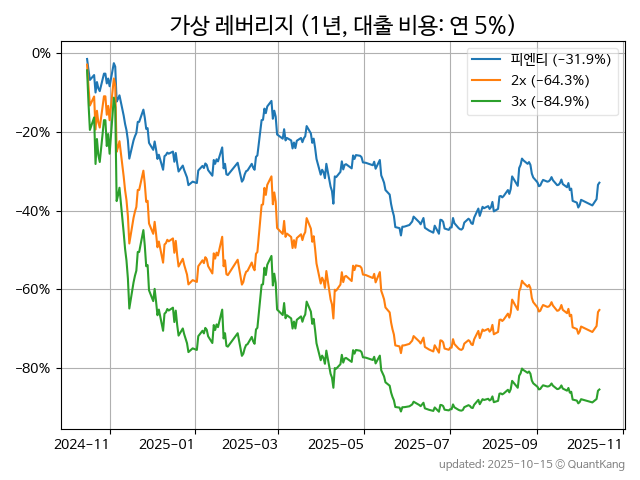 가상 레버리지 (1년, 대출 비용: 연 5%)
피엔티 (−31.9%)
2x (−64.3%)
3x (−84.9%)
0%
−20%
−40%
−60%
−80%
2024-11 2025-01 2025-03 2025-05 2025-07 2025-09 2025-11
updated: 2025-10-15 © QuantKang